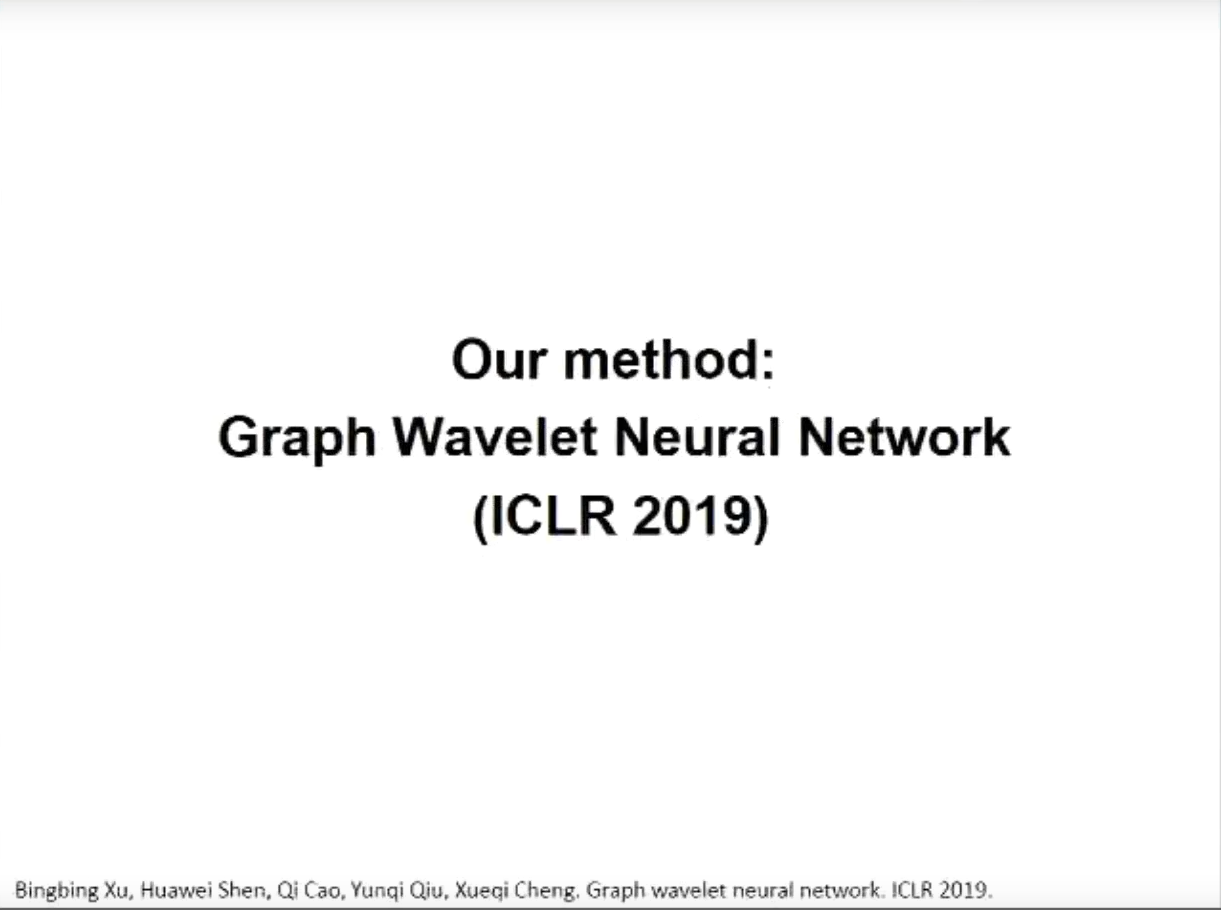 Our method:
Graph Wavelet Neural Network
(ICLR 2019)
Bingbing Xu, Huawei Shen, Qi Cao, Yunqi Qiu, Xueqi Cheng. Graph wavelet neural network. ICLR 2019.